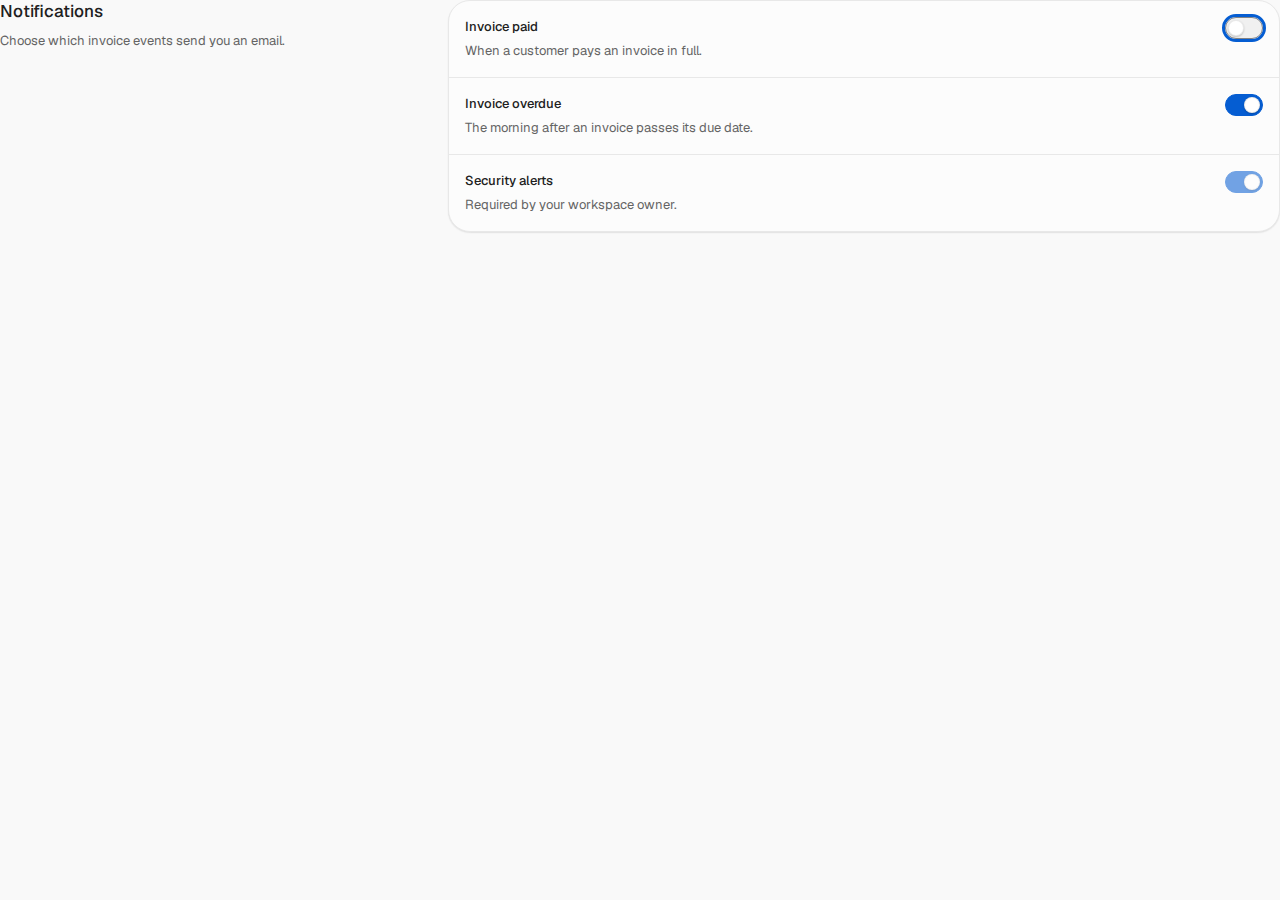 Notifications
Choose which invoice events send you an email.
Invoice paid
When a customer pays an invoice in full.
Invoice overdue
The morning after an invoice passes its due date.
Security alerts
Required by your workspace owner.